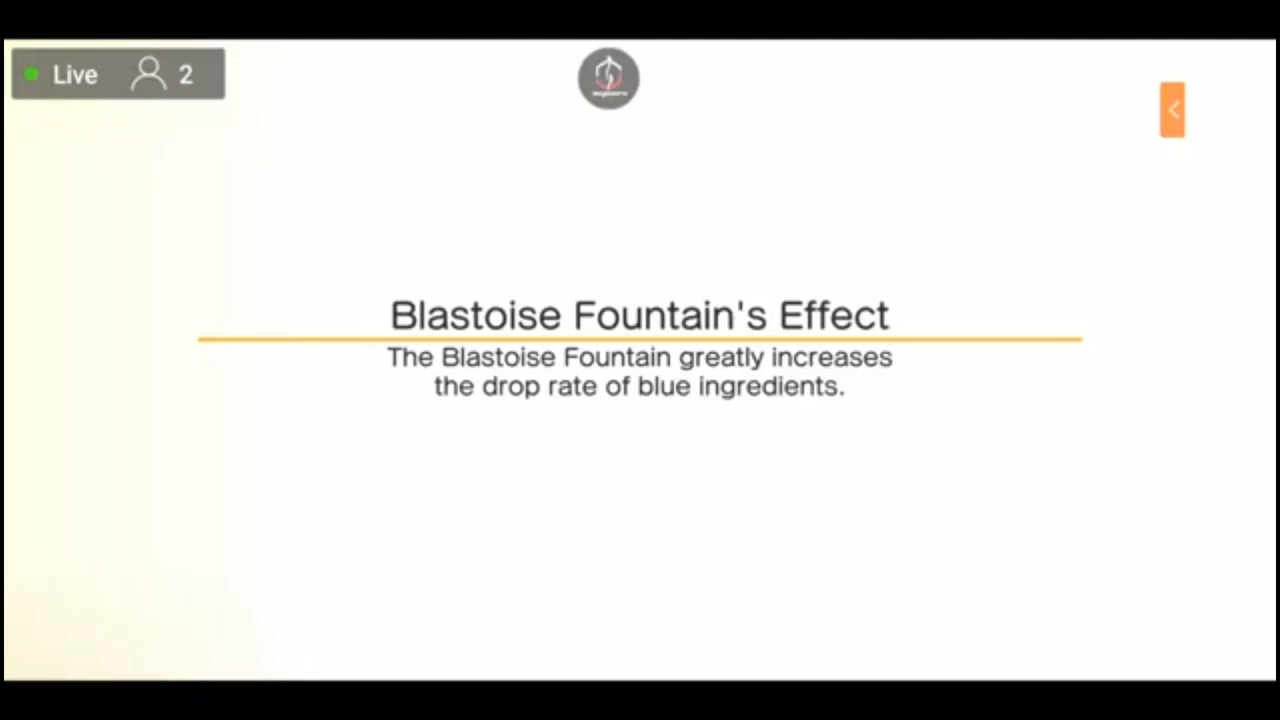 Live 2
Blastoise Fountain's Effect
The Blastoise Fountain greatly increases
the drop rate of blue ingredients.